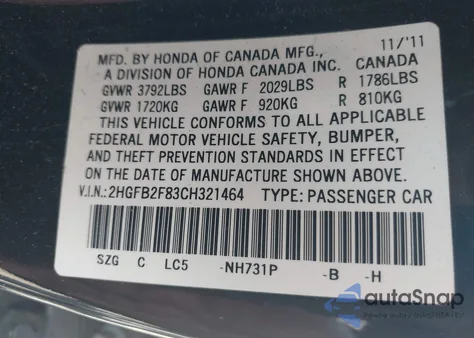 MFD. BY HONDA OF CANADA MFG., 11/'11
A DIVISION OF HONDA CANADA INC. CANADA
GVWR 3792LBS GAWR F 2029LBS R 1786LBS
GVWR 1720KG GAWR F 920KG R 810KG
THIS VEHICLE CONFORMS TO ALL APPLICABLE
FEDERAL MOTOR VEHICLE SAFETY, BUMPER,
AND THEFT PREVENTION STANDARDS IN EFFECT
ON THE DATE OF MANUFACTURE SHOWN ABOVE.
V.I.N.: 2HGFB2F83CH321464 TYPE: PASSENGER CAR
SZG C LC5 -NH731P -B -H
autoSnap